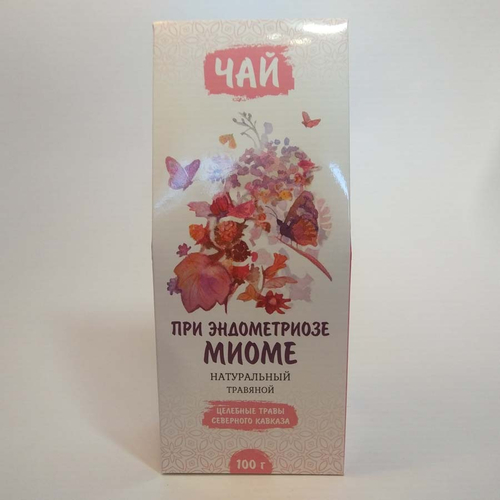 ЧАЙ
ПРИ ЭНДОМЕТРИОЗЕ
МИОМЕ
НАТУРАЛЬНЫЙ
ТРАВЯНОЙ
ЦЕЛЕБНЫЕ ТРАВЫ
СЕВЕРНОГО КАВКАЗА
100 г